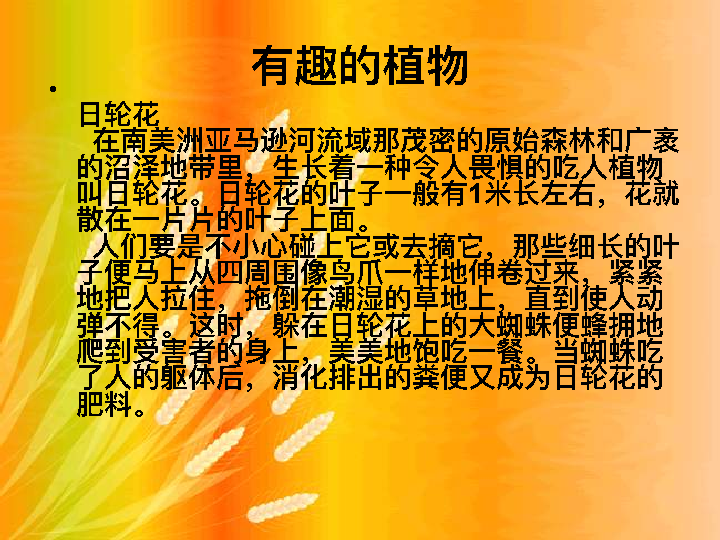 有趣的植物
•
日轮花
在南美洲亚马逊河流域那茂密的原始森林和广袤
的沼泽地带里，生长着一种令人畏惧的吃人植物
叫日轮花。日轮花的叶子一般有1米长左右，花就
散在一片片的叶子上面。
人们要是不小心碰上它或去摘它，那些细长的叶
子便马上从四周围像鸟爪一样地伸卷过来，紧紧
地把人拉住，拖倒在潮湿的草地上，直到使人动
弹不得。这时，躲在日轮花上的大蜘蛛便蜂拥地
爬到受害者的身上，美美地饱吃一餐。当蜘蛛吃
了人的躯体后，消化排出的粪便又成为日轮花的
肥料。